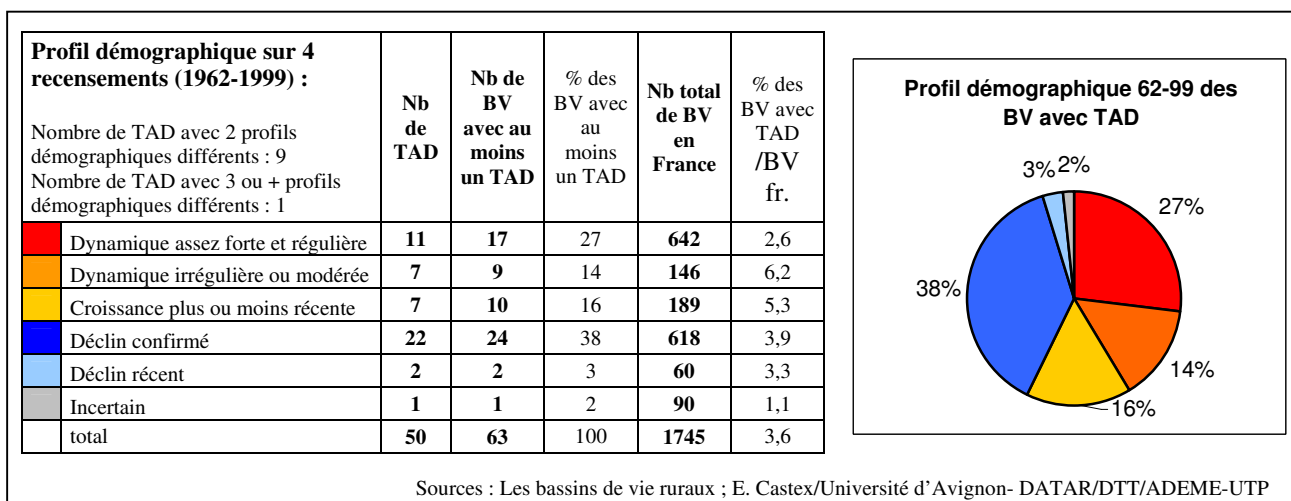 Profil démographique sur 4
recensements (1962-1999) :
Nombre de TAD avec 2 profils
démographiques différents : 9
Nombre de TAD avec 3 ou + profils
démographiques différents : 1
Nb
de
TAD
Nb de
BV
avec au
moins
un TAD
% des
BV avec
au
moins
un TAD
Nb total
de BV
en
France
% des
BV avec
TAD
/BV
fr.
Dynamique assez forte et régulière 11 17 27 642 2,6
Dynamique irrégulière ou modérée 7 9 14 146 6,2
Croissance plus ou moins récente 7 10 16 189 5,3
Déclin confirmé 22 24 38 618 3,9
Déclin récent 2 2 3 60 3,3
Incertain 1 1 2 90 1,1
total 50 63 100 1745 3,6
Profil démographique 62-99 des
BV avec TAD
3% 2%
27%
38%
14%
16%
Sources : Les bassins de vie ruraux ; E. Castex/Université d'Avignon- DATAR/DTT/ADEME-UTP